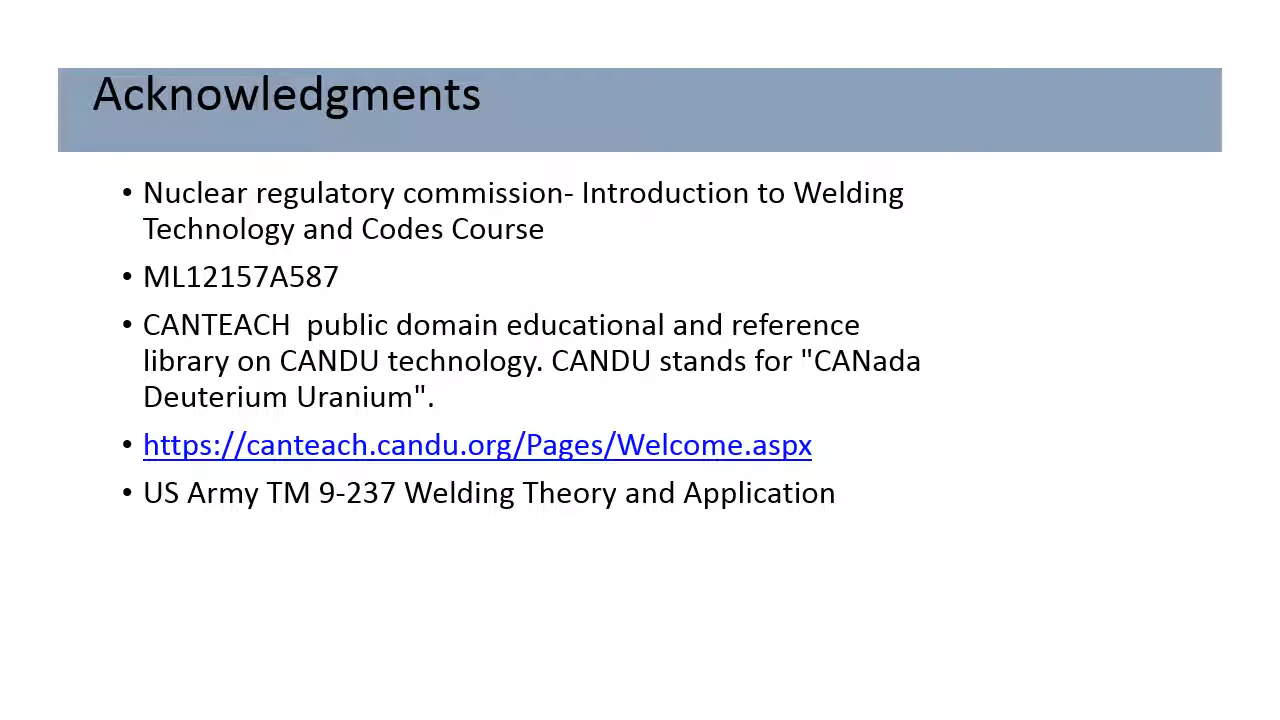 Acknowledgments
• Nuclear regulatory commission- Introduction to Welding
Technology and Codes Course
• ML12157A587
• CANTEACH  public domain educational and reference
library on CANDU technology. CANDU stands for "CANada
Deuterium Uranium".
• https://canteach.candu.org/Pages/Welcome.aspx
• US Army TM 9-237 Welding Theory and Application